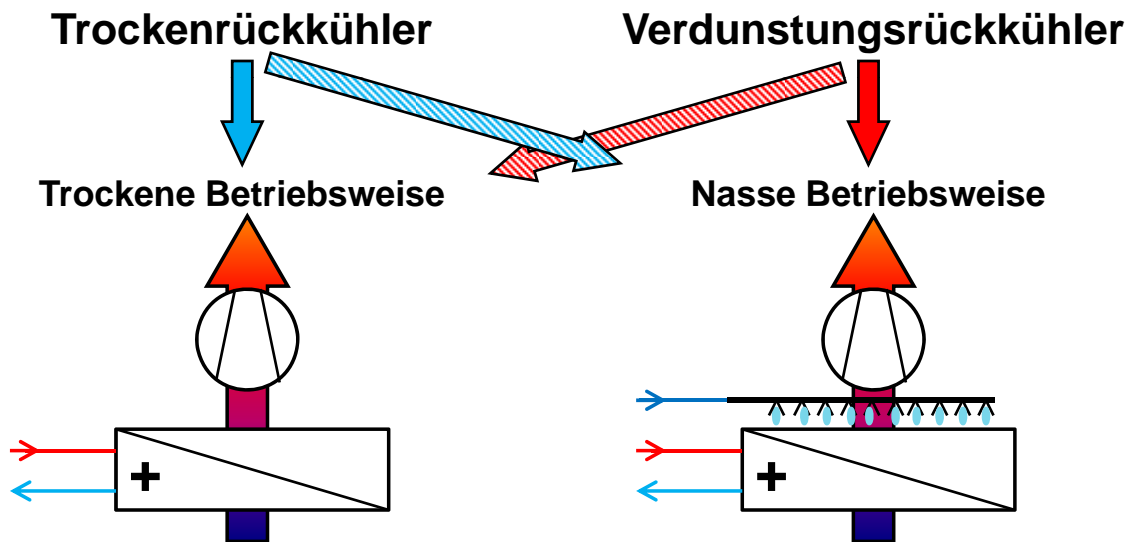 Trockenrückkühler
Verdunstungsrückkühler
Trockene Betriebsweise
Nasse Betriebsweise
+
+